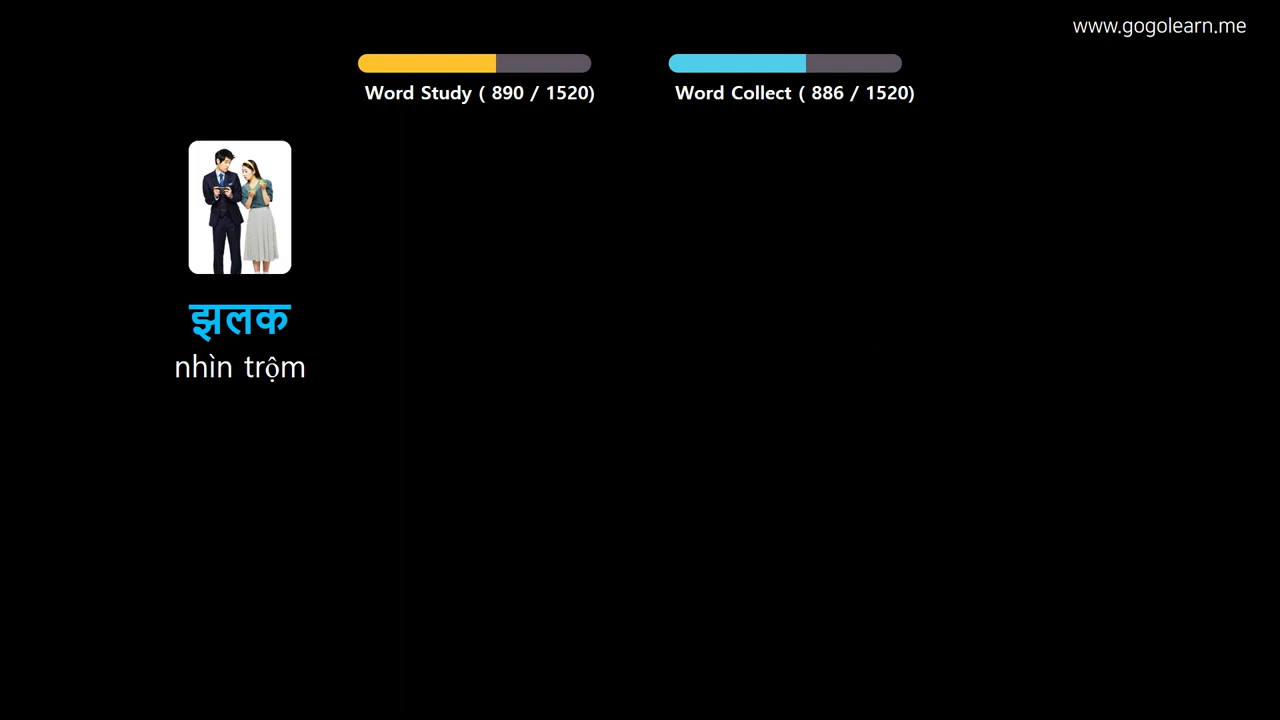 www.gogolearn.me
Word Study ( 890 / 1520)
Word Collect ( 886 / 1520)
झलक
nhìn trộm